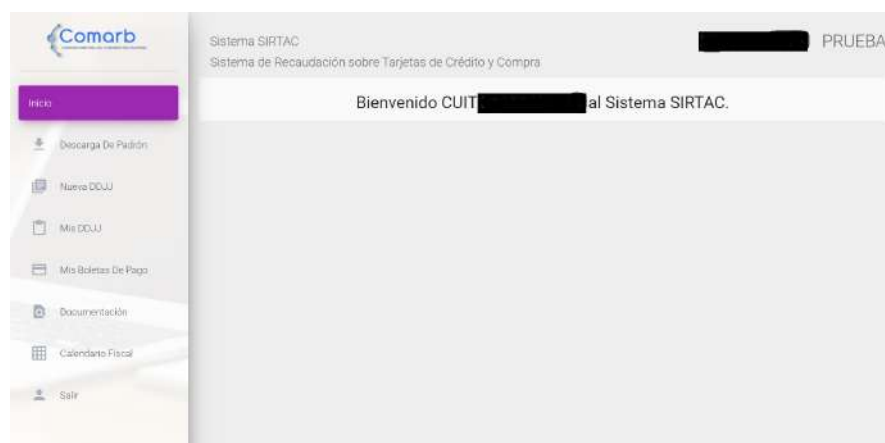 Comarb
Sistema SIRTAC
Sistema de Recaudación sobre Tarjetas de Crédito y Compra
PRUEBA
Bienvenido CUIT al Sistema SIRTAC.
Inicio
Descarga De Padrón
Nueva DDJJ
Mis DDJJ
Mis Boletas De Pago
Documentación
Calendario Fiscal
Salir